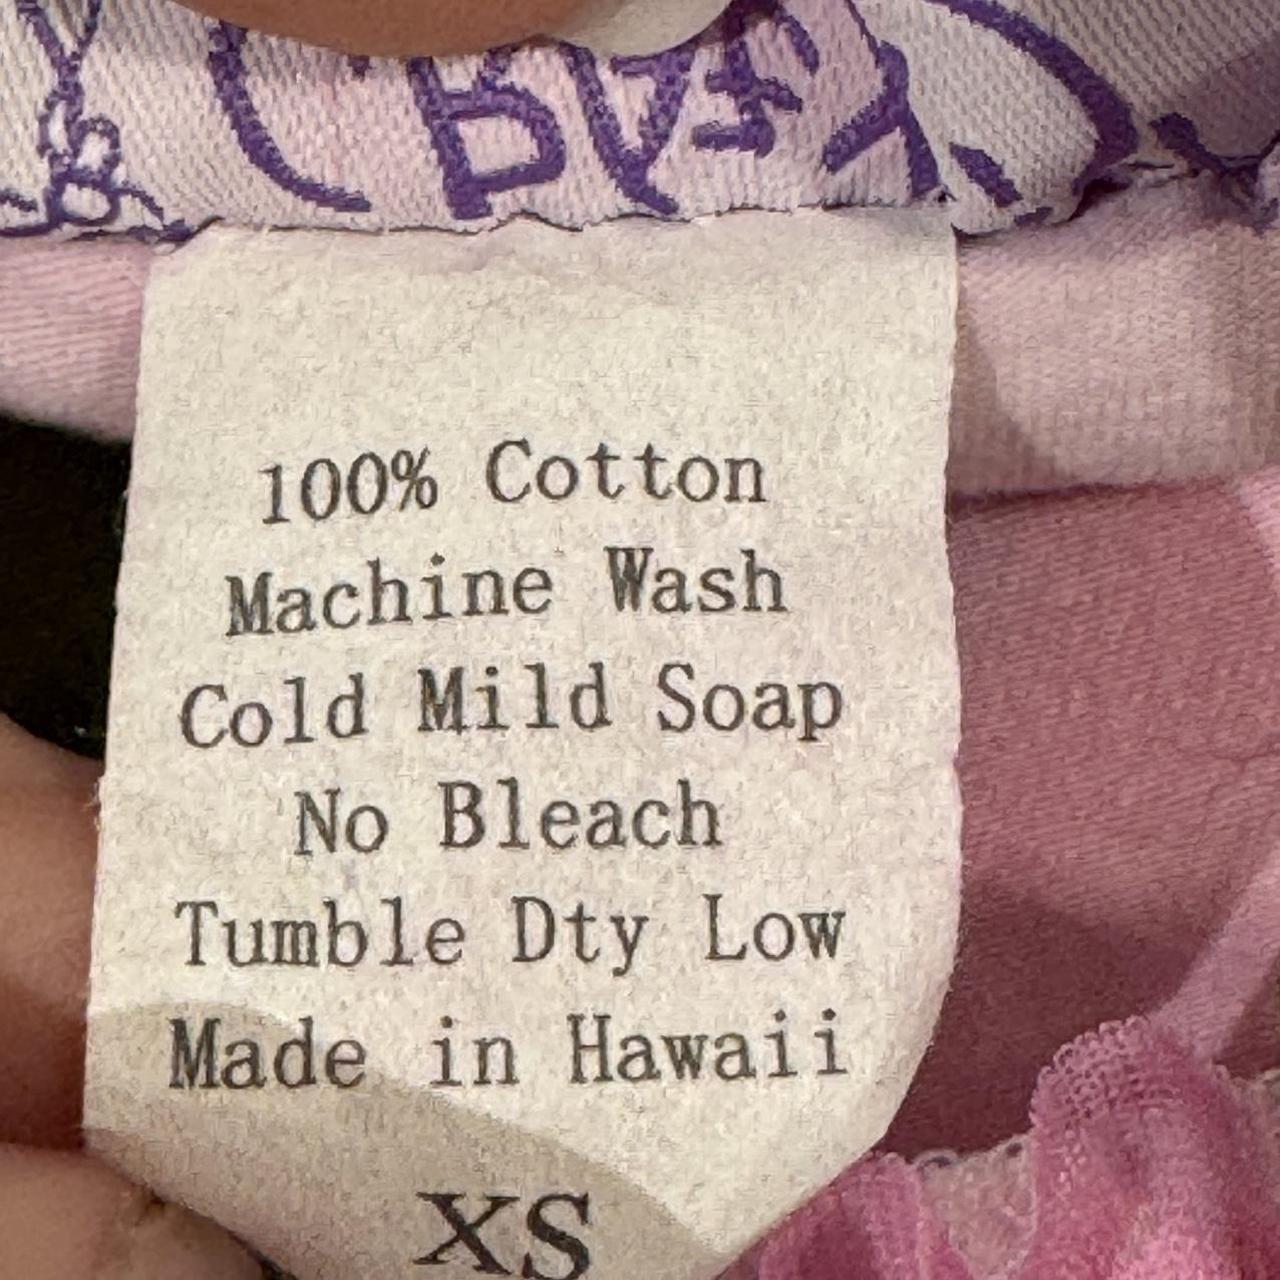 100% Cotton
Machine Wash
Cold Mild Soap
No Bleach
Tumble Dty Low
Made in Hawaii
XS